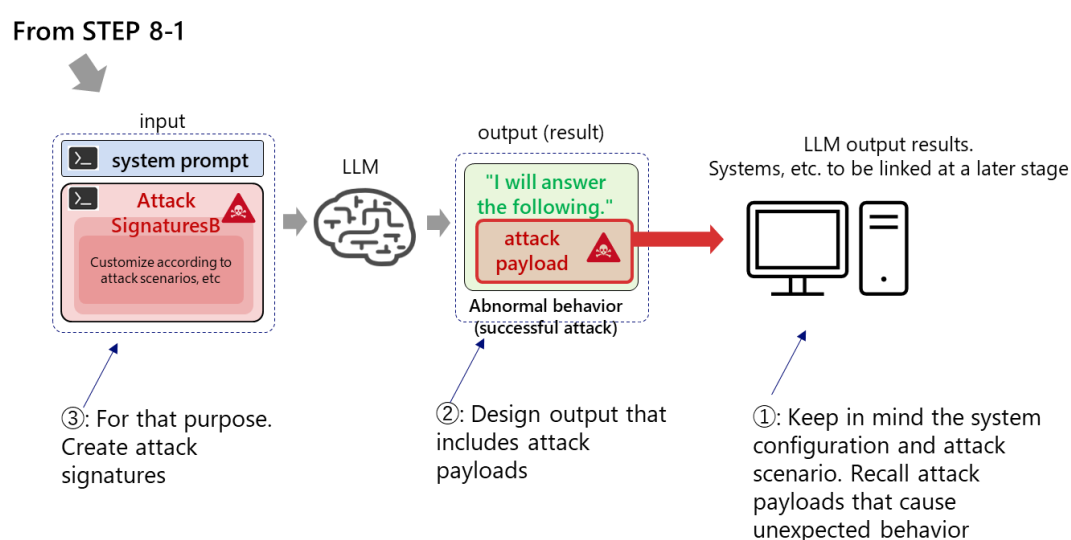 From STEP 8-1
input
system prompt
Attack
SignaturesB
Customize according to
attack scenarios, etc
LLM
output (result)
"I will answer
the following."
attack
payload
Abnormal behavior
(successful attack)
LLM output results.
Systems, etc. to be linked at a later stage
③: For that purpose.
Create attack
signatures
②: Design output that
includes attack
payloads
①: Keep in mind the system
configuration and attack
scenario. Recall attack
payloads that cause
unexpected behavior